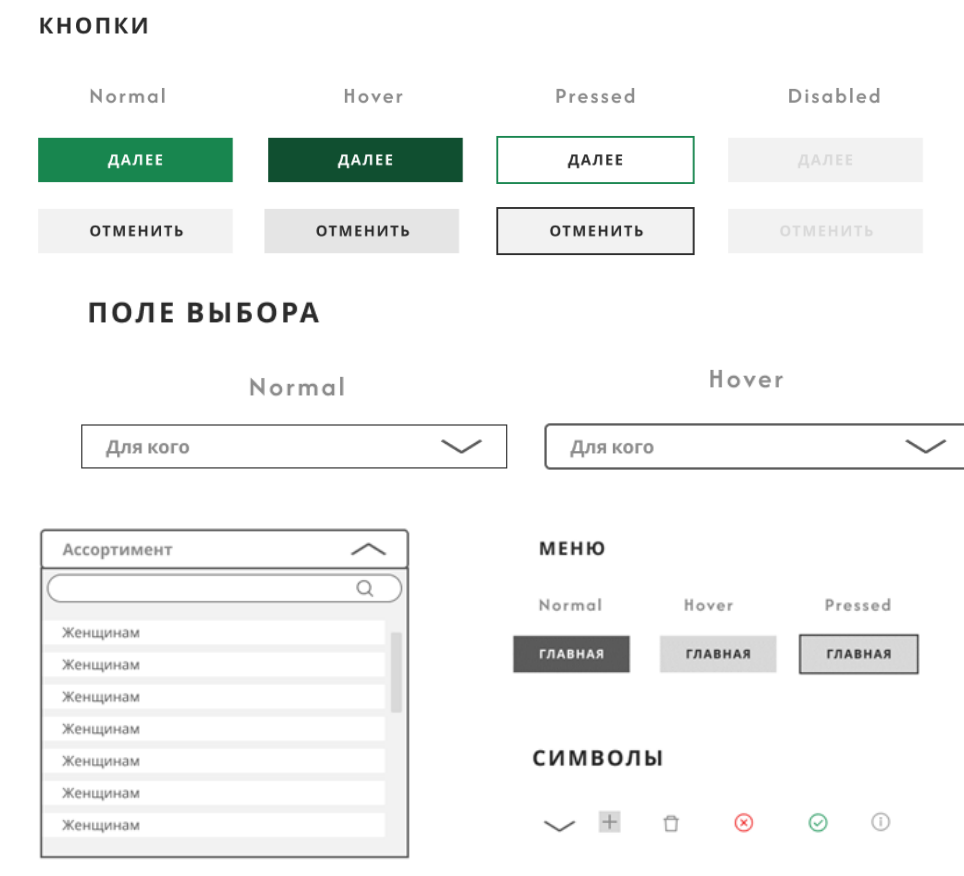 КНОПКИ
Normal Hover Pressed Disabled
ДАЛЕЕ ДАЛЕЕ ДАЛЕЕ ДАЛЕЕ
ОТМЕНИТЬ ОТМЕНИТЬ ОТМЕНИТЬ ОТМЕНИТЬ
ПОЛЕ ВЫБОРА
Normal Hover
Для кого Для кого
Ассортимент
Женщинам
Женщинам
Женщинам
Женщинам
Женщинам
Женщинам
Женщинам
МЕНЮ
Normal Hover Pressed
ГЛАВНАЯ ГЛАВНАЯ ГЛАВНАЯ
СИМВОЛЫ